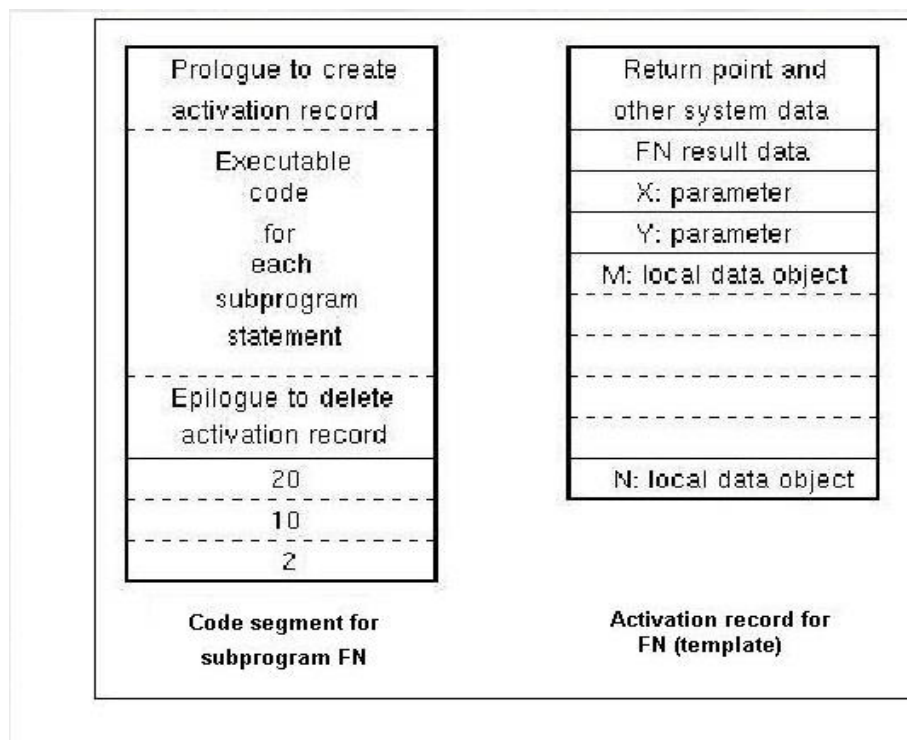 Prologue to create
activation record
Executable
code
for
each
subprogram
statement
Epilogue to delete
activation record
20
10
2
Code segment for
subprogram FN
Return point and
other system data
FN result data
X: parameter
Y: parameter
M: local data object
N: local data object
Activation record for
FN (template)